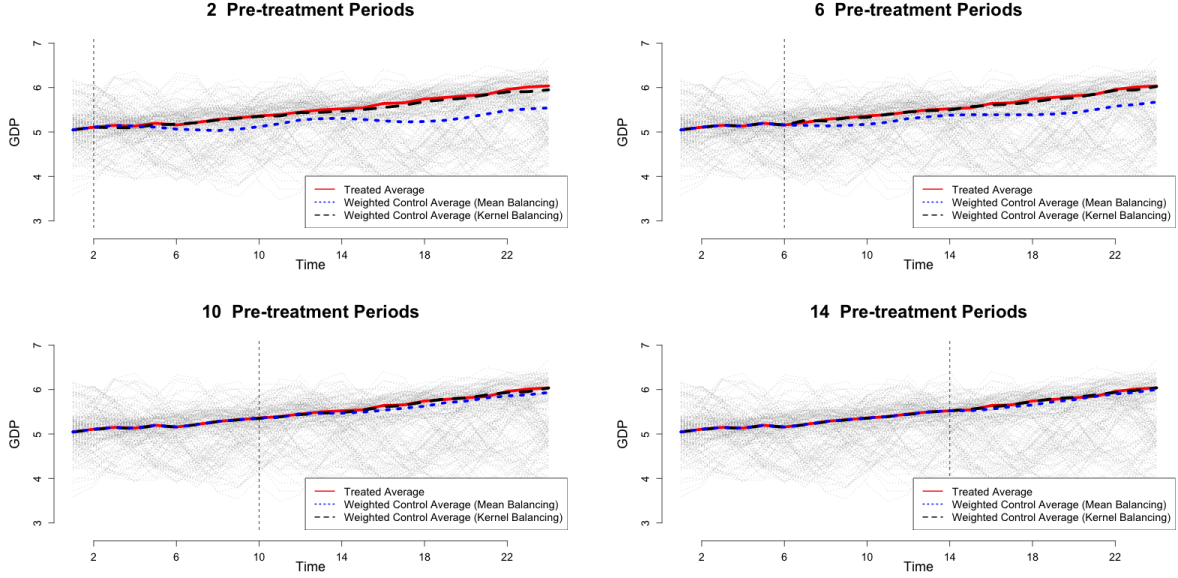 2 Pre-treatment Periods
GDP
7
6
5
4
3
Treated Average
Weighted Control Average (Mean Balancing)
Weighted Control Average (Kernel Balancing)
2 6 10 14 18 22
Time
6 Pre-treatment Periods
GDP
7
6
5
4
3
Treated Average
Weighted Control Average (Mean Balancing)
Weighted Control Average (Kernel Balancing)
2 6 10 14 18 22
Time
10 Pre-treatment Periods
GDP
7
6
5
4
3
Treated Average
Weighted Control Average (Mean Balancing)
Weighted Control Average (Kernel Balancing)
2 6 10 14 18 22
Time
14 Pre-treatment Periods
GDP
7
6
5
4
3
Treated Average
Weighted Control Average (Mean Balancing)
Weighted Control Average (Kernel Balancing)
2 6 10 14 18 22
Time